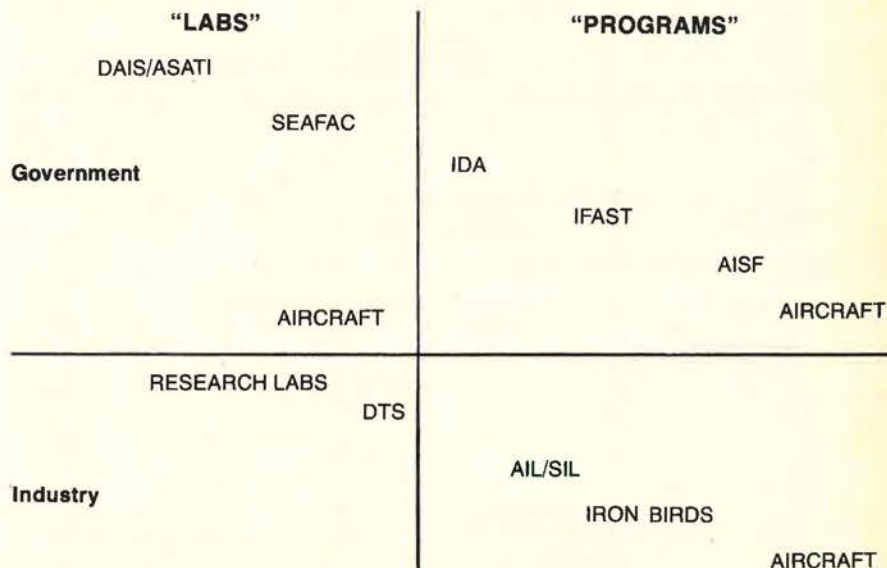 "LABS" "PROGRAMS"
DAIS/ASATI
SEAFAC
IDA
Government
IFAST
AISF
AIRCRAFT
AIRCRAFT
RESEARCH LABS
DTS
AIL/SIL
Industry
IRON BIRDS
AIRCRAFT